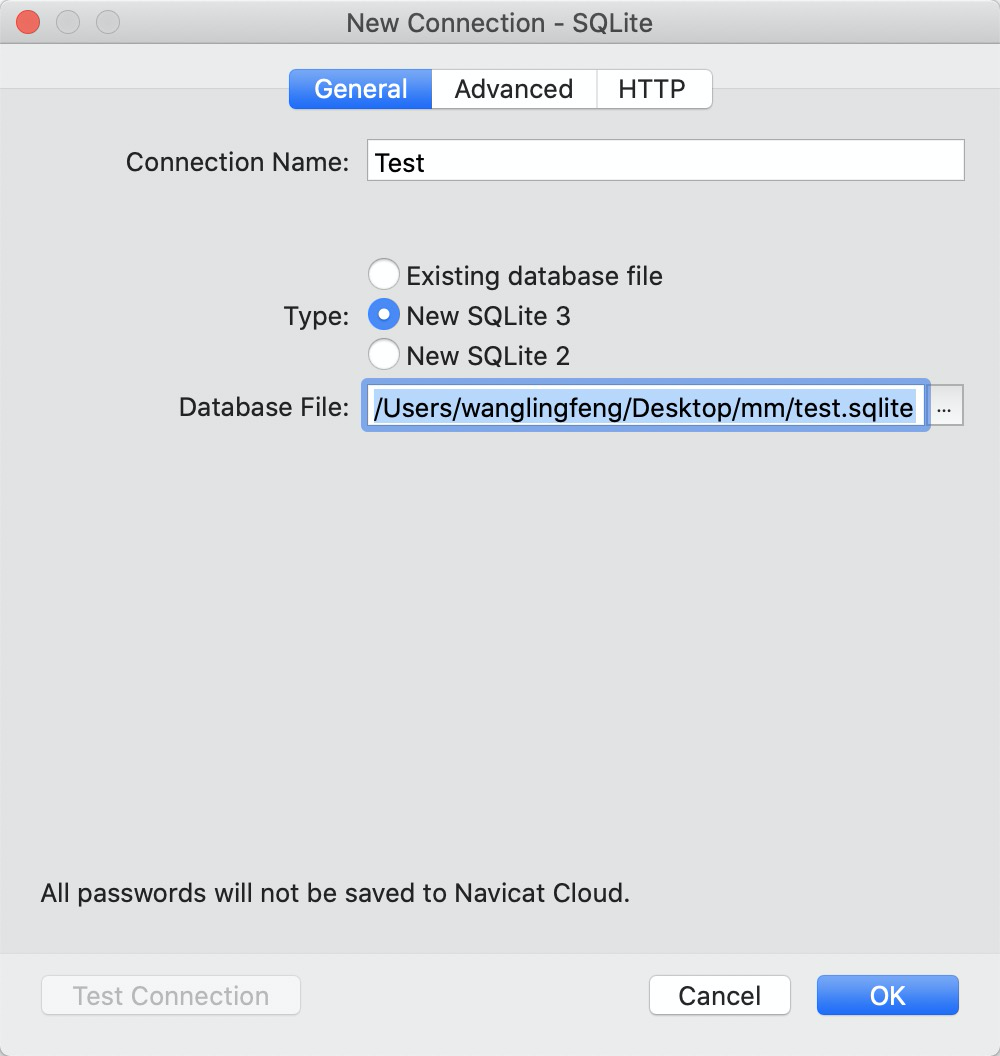 New Connection - SQLite
General Advanced HTTP
Connection Name: Test
Existing database file
Type: New SQLite 3
New SQLite 2
Database File: /Users/wanglingfeng/Desktop/mm/test.sqlite ...
All passwords will not be saved to Navicat Cloud.
Test Connection Cancel OK